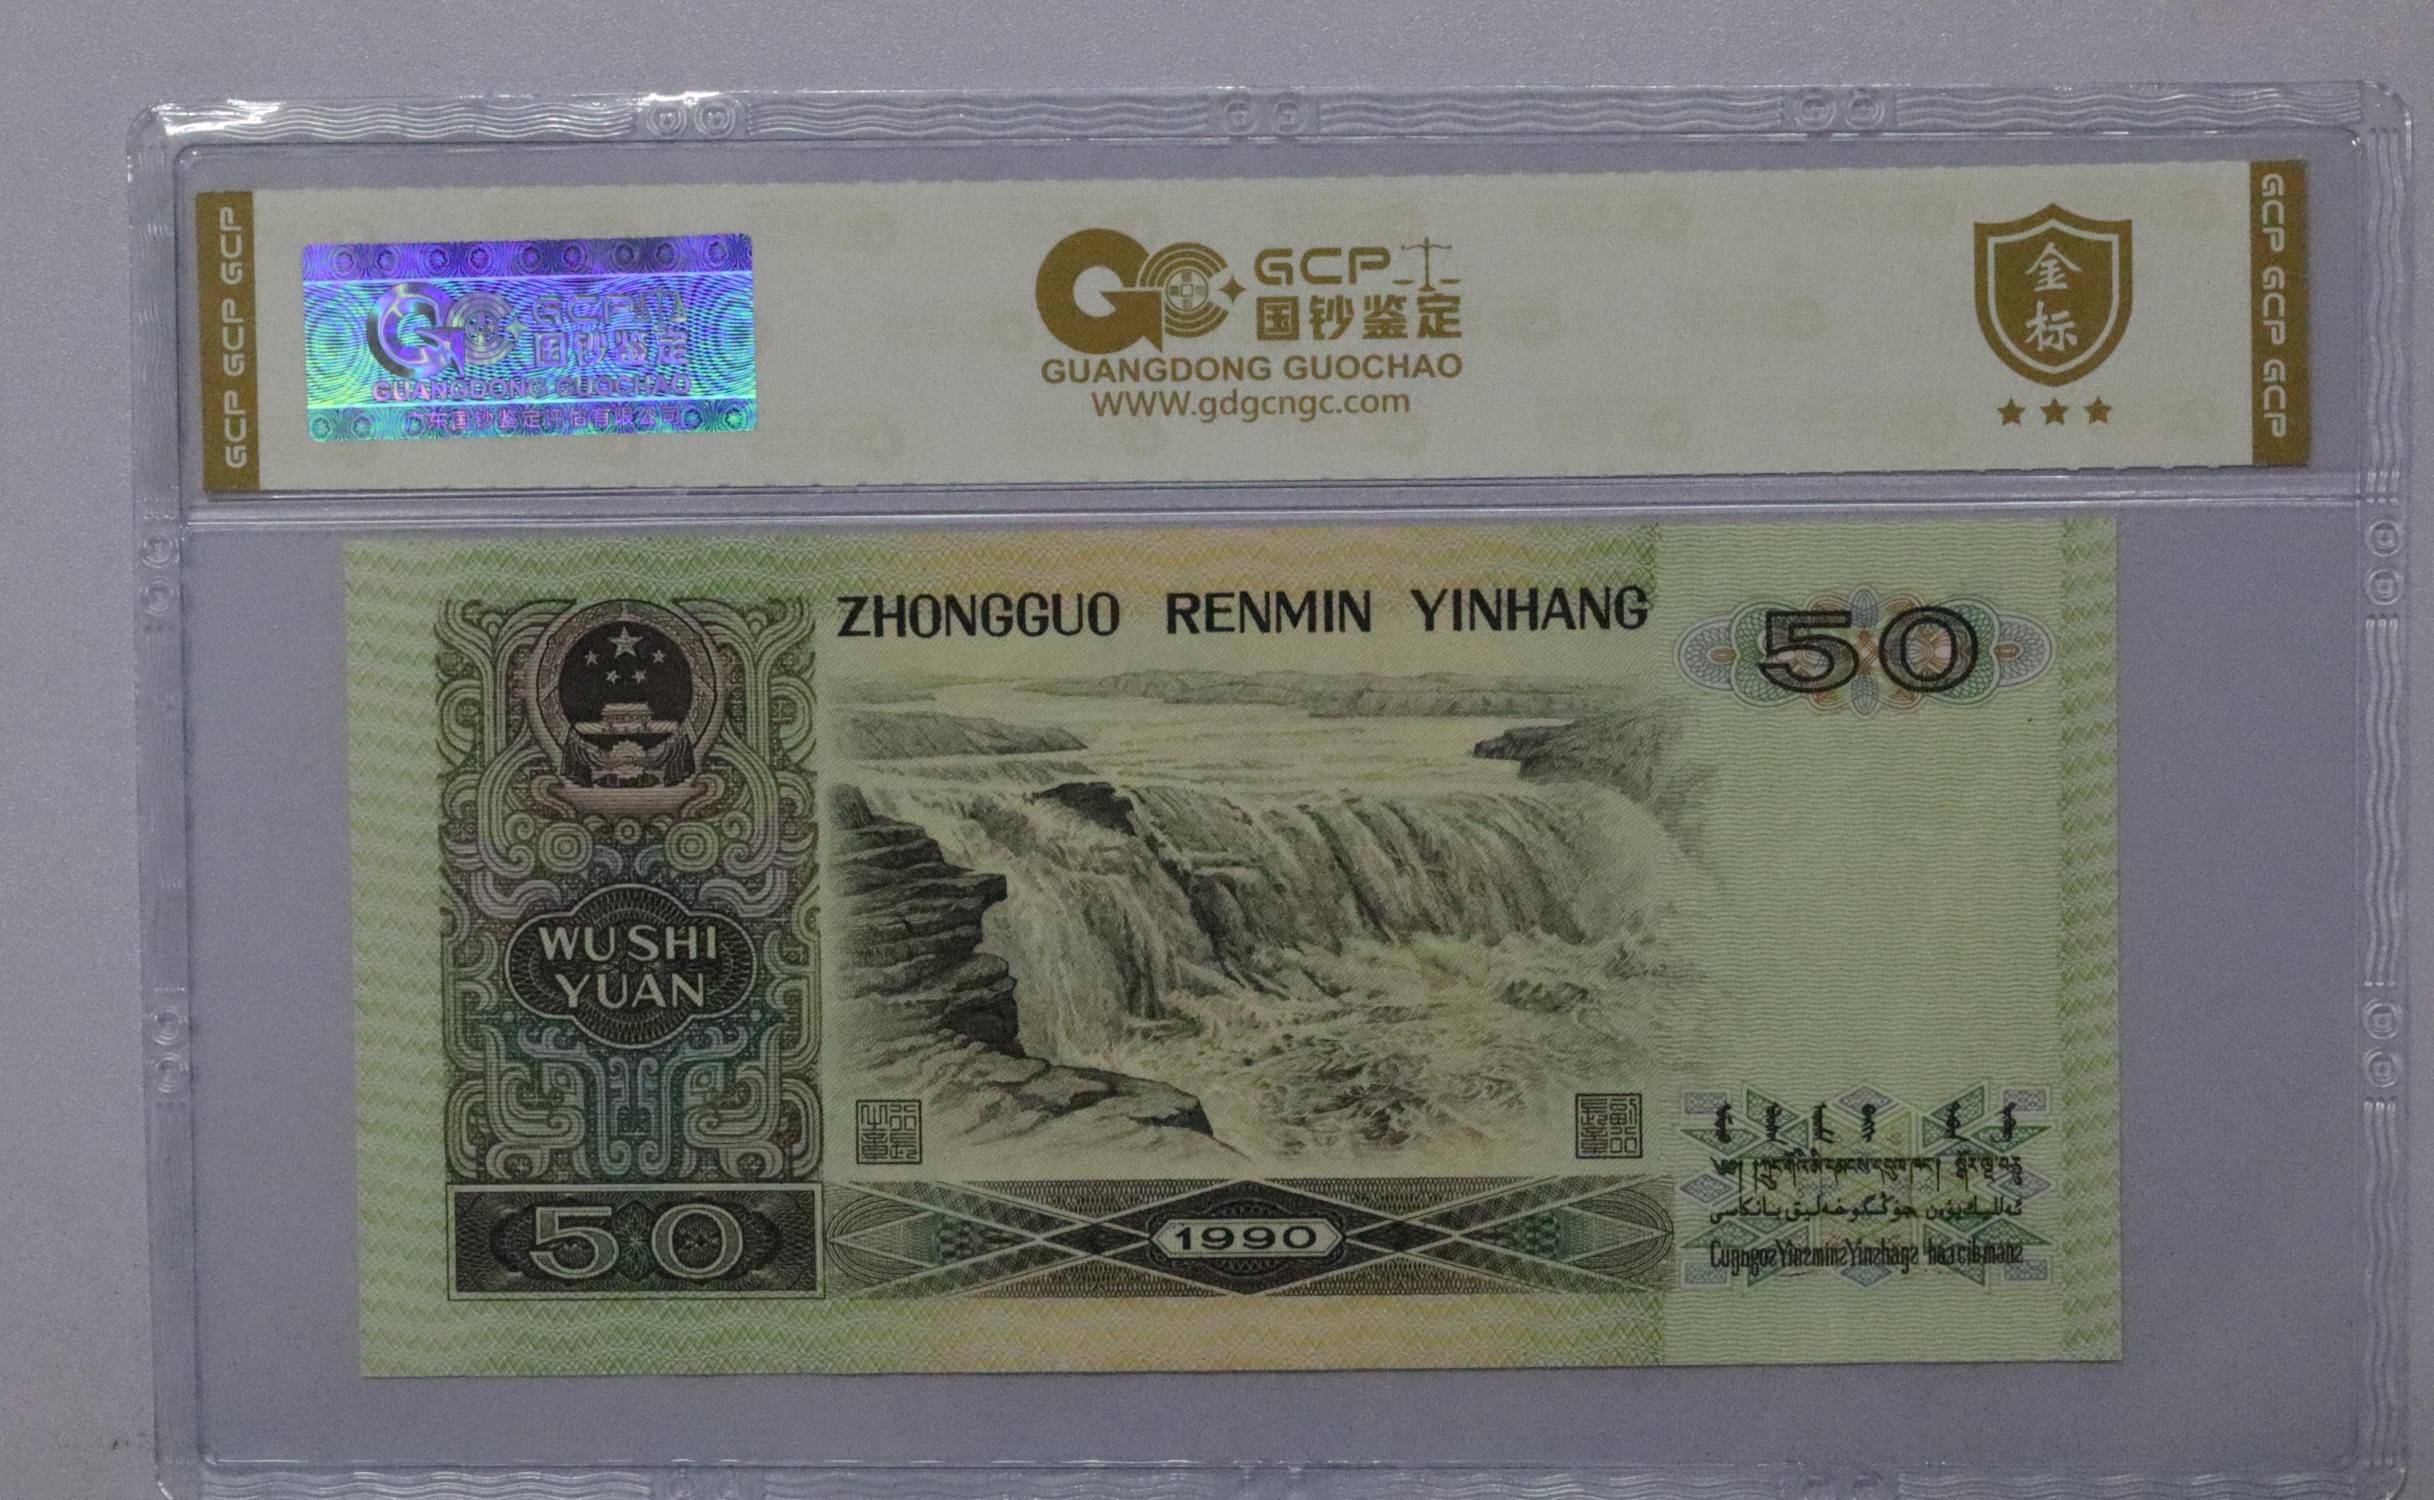 GCP GCP GCP
GCP
国钞鉴定
GUANGDONG GUOCHAO
广东国钞鉴定评估有限公司
GCP
国钞鉴定
GUANGDONG GUOCHAO
WWW.gdgcngc.com
金
标
GCP GCP GCP
ZHONGGUO RENMIN YINHANG
50
WUSHI
YUAN
50
1990